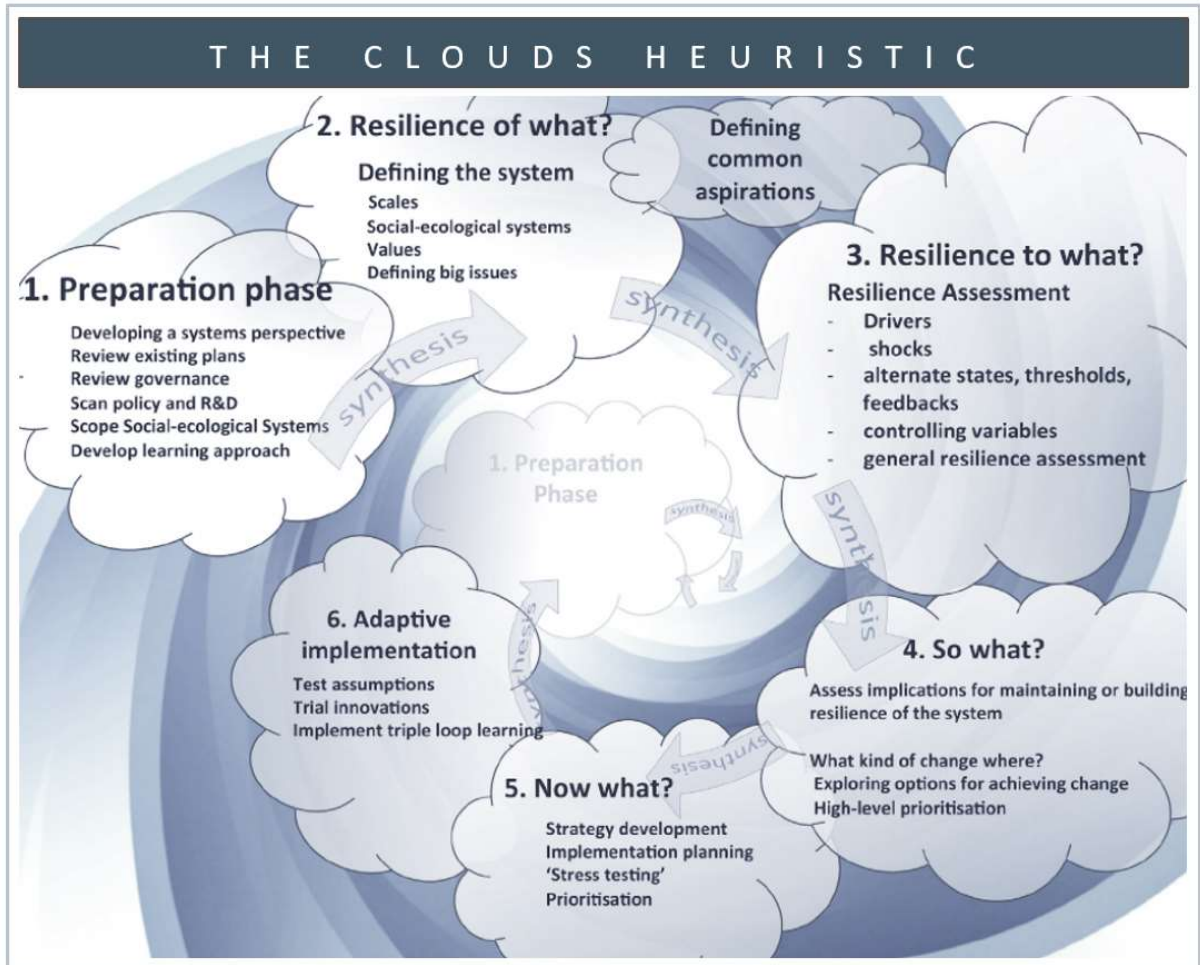 THE CLOUDS HEURISTIC
1. Preparation phase
Developing a systems perspective
Review existing plans
Review governance
Scan policy and R&D
Scope Social-ecological Systems
Develop learning approach
synthesis
2. Resilience of what?
Defining the system
Scales
Social-ecological systems
Values
Defining big issues
synthesis
Defining
common
aspirations
3. Resilience to what?
Resilience Assessment
- Drivers
- shocks
- alternate states, thresholds,
feedbacks
- controlling variables
- general resilience assessment
synthesis
4. So what?
Assess implications for maintaining or building
resilience of the system
What kind of change where?
Exploring options for achieving change
High-level prioritisation
synthesis
5. Now what?
Strategy development
Implementation planning
‘Stress testing’
Prioritisation
synthesis
6. Adaptive
implementation
Test assumptions
Trial innovations
Implement triple loop learning
1. Preparation
Phase
synthesis